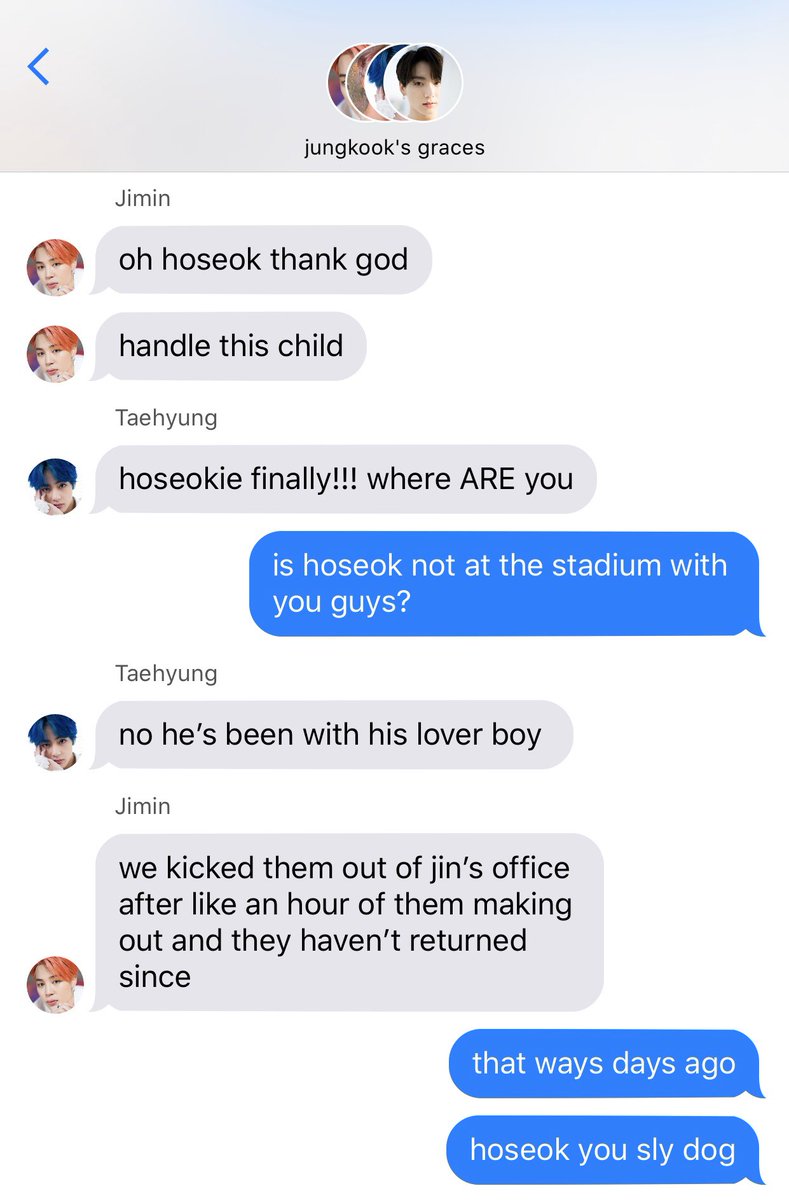 jungkook's graces
Jimin
oh hoseok thank god
handle this child
Taehyung
hoseokie finally!!! where ARE you
is hoseok not at the stadium with
you guys?
Taehyung
no he’s been with his lover boy
Jimin
we kicked them out of jin’s office
after like an hour of them making
out and they haven’t returned
since
that ways days ago
hoseok you sly dog